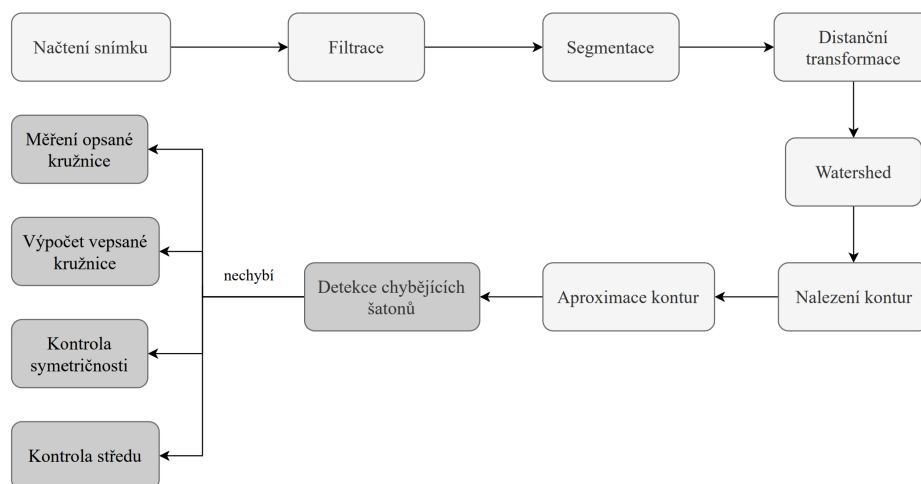 Načtení snímku
Filtrace
Segmentace
Distanční
transformace
Watershed
Nalezení kontur
Aproximace kontur
Detekce chybějících
šatonů
nechybí
Měření opsané
kružnice
Výpočet vepsané
kružnice
Kontrola
symetričnosti
Kontrola středu